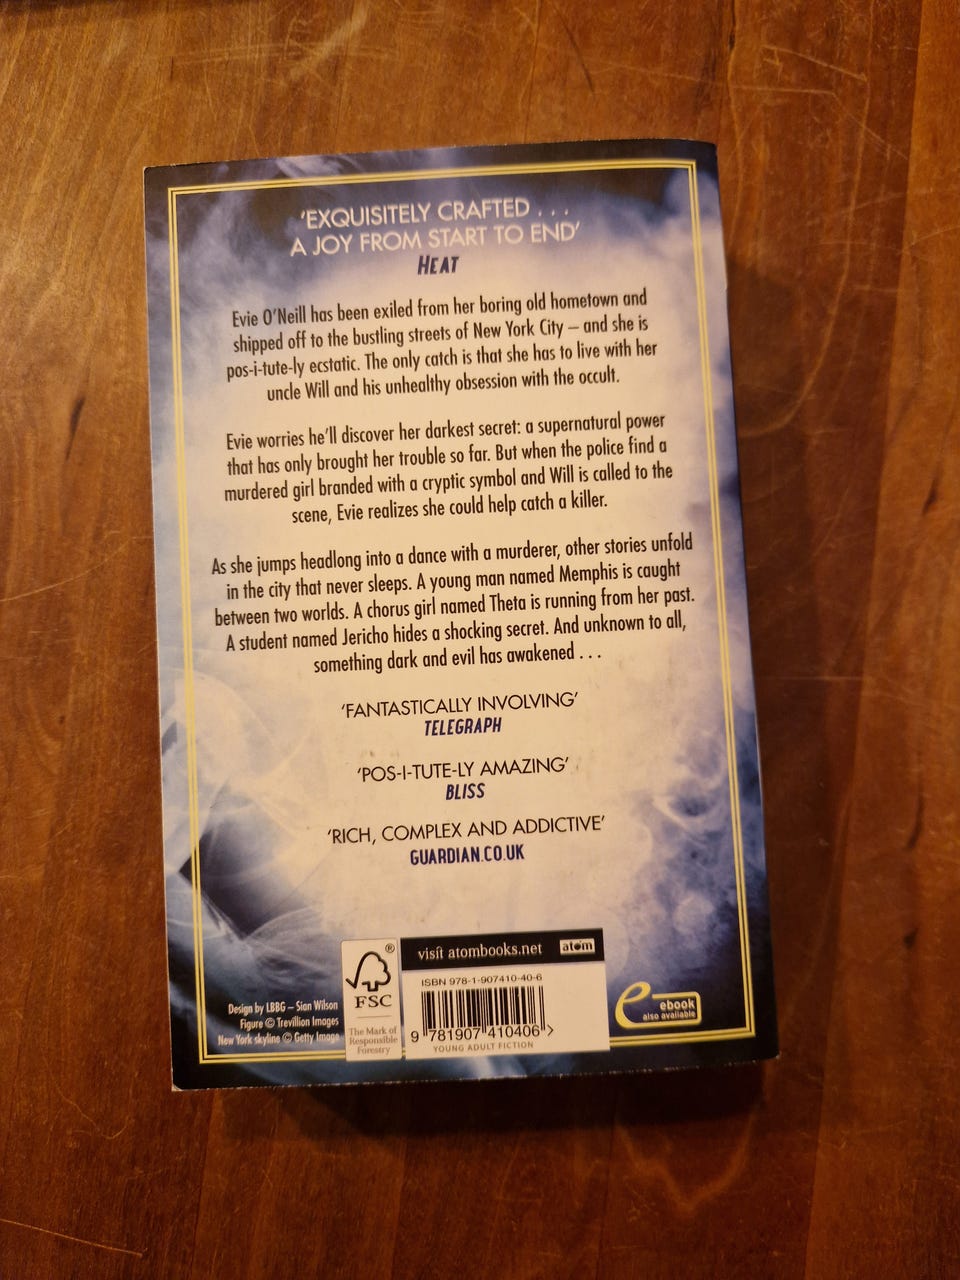 ‘EXQUISITELY CRAFTED . . .
A JOY FROM START TO END’
HEAT
Evie O’Neill has been exiled from her boring old hometown and
shipped off to the bustling streets of New York City – and she is
pos-i-tute-ly ecstatic. The only catch is that she has to live with her
uncle Will and his unhealthy obsession with the occult.
Evie worries he’ll discover her darkest secret: a supernatural power
that has only brought her trouble so far. But when the police find a
murdered girl branded with a cryptic symbol and Will is called to the
scene, Evie realizes she could help catch a killer.
As she jumps headlong into a dance with a murderer, other stories unfold
in the city that never sleeps. A young man named Memphis is caught
between two worlds. A chorus girl named Theta is running from her past.
A student named Jericho hides a shocking secret. And unknown to all,
something dark and evil has awakened . . .
‘FANTASTICALLY INVOLVING’
TELEGRAPH
‘POS-I-TUTE-LY AMAZING’
BLISS
‘RICH, COMPLEX AND ADDICTIVE’
GUARDIAN.CO.UK
Design by LBBG – Sian Wilson
Figure © Trevillion Images
New York skyline © Getty Image
®
FSC
The Mark of
Responsible
Forestry
visit atombooks.net
atom
ISBN 978-1-907410-40-6
9 781907 410406 >
YOUNG ADULT FICTION
e
ebook
also available